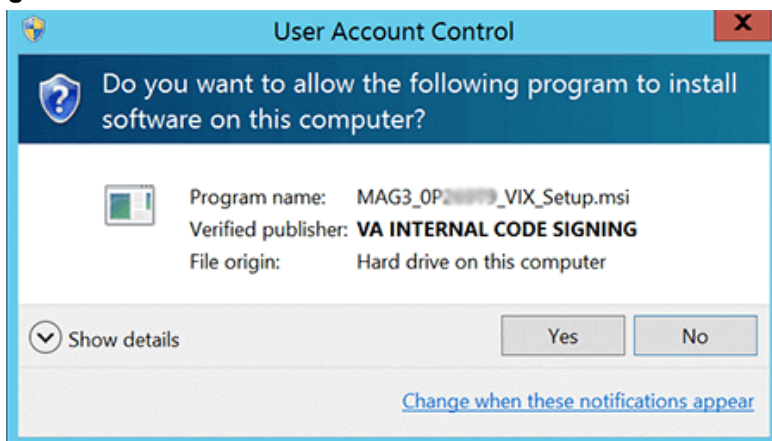 User Account Control
Do you want to allow the following program to install
software on this computer?
Program name: MAG3_0P _VIX_Setup.msi
Verified publisher: VA INTERNAL CODE SIGNING
File origin: Hard drive on this computer
Show details
Yes
No
Change when these notifications appear